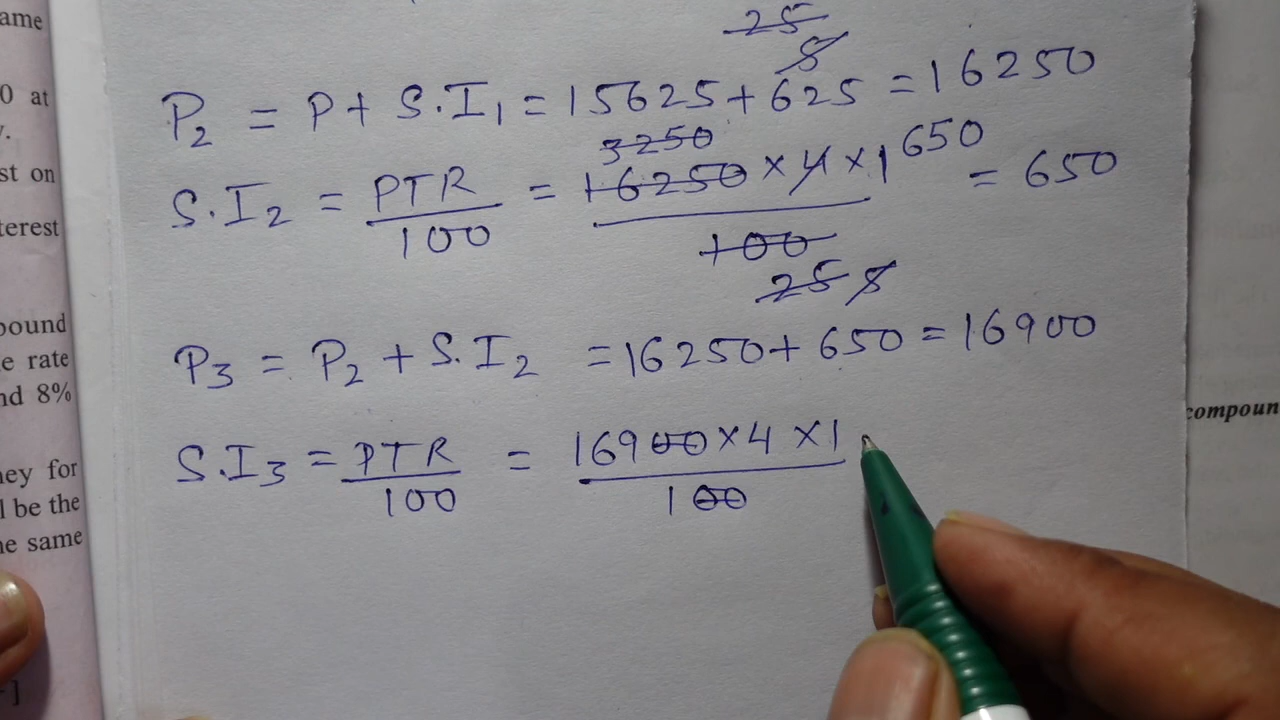 ame
0 at
y.
st on
terest
pound
e rate
nd 8%
ney for
l be the
ne same
-]
25
5
P2 = P + S.I1 = 15625 + 625 = 16250
3250
650
S.I2 = PTR/100 = 16250 × 4 × 1/100 = 650
25 5
P3 = P2 + S.I2 = 16250 + 650 = 16900
S.I3 = PTR/100 = 16900 × 4 × 1/100
compoun